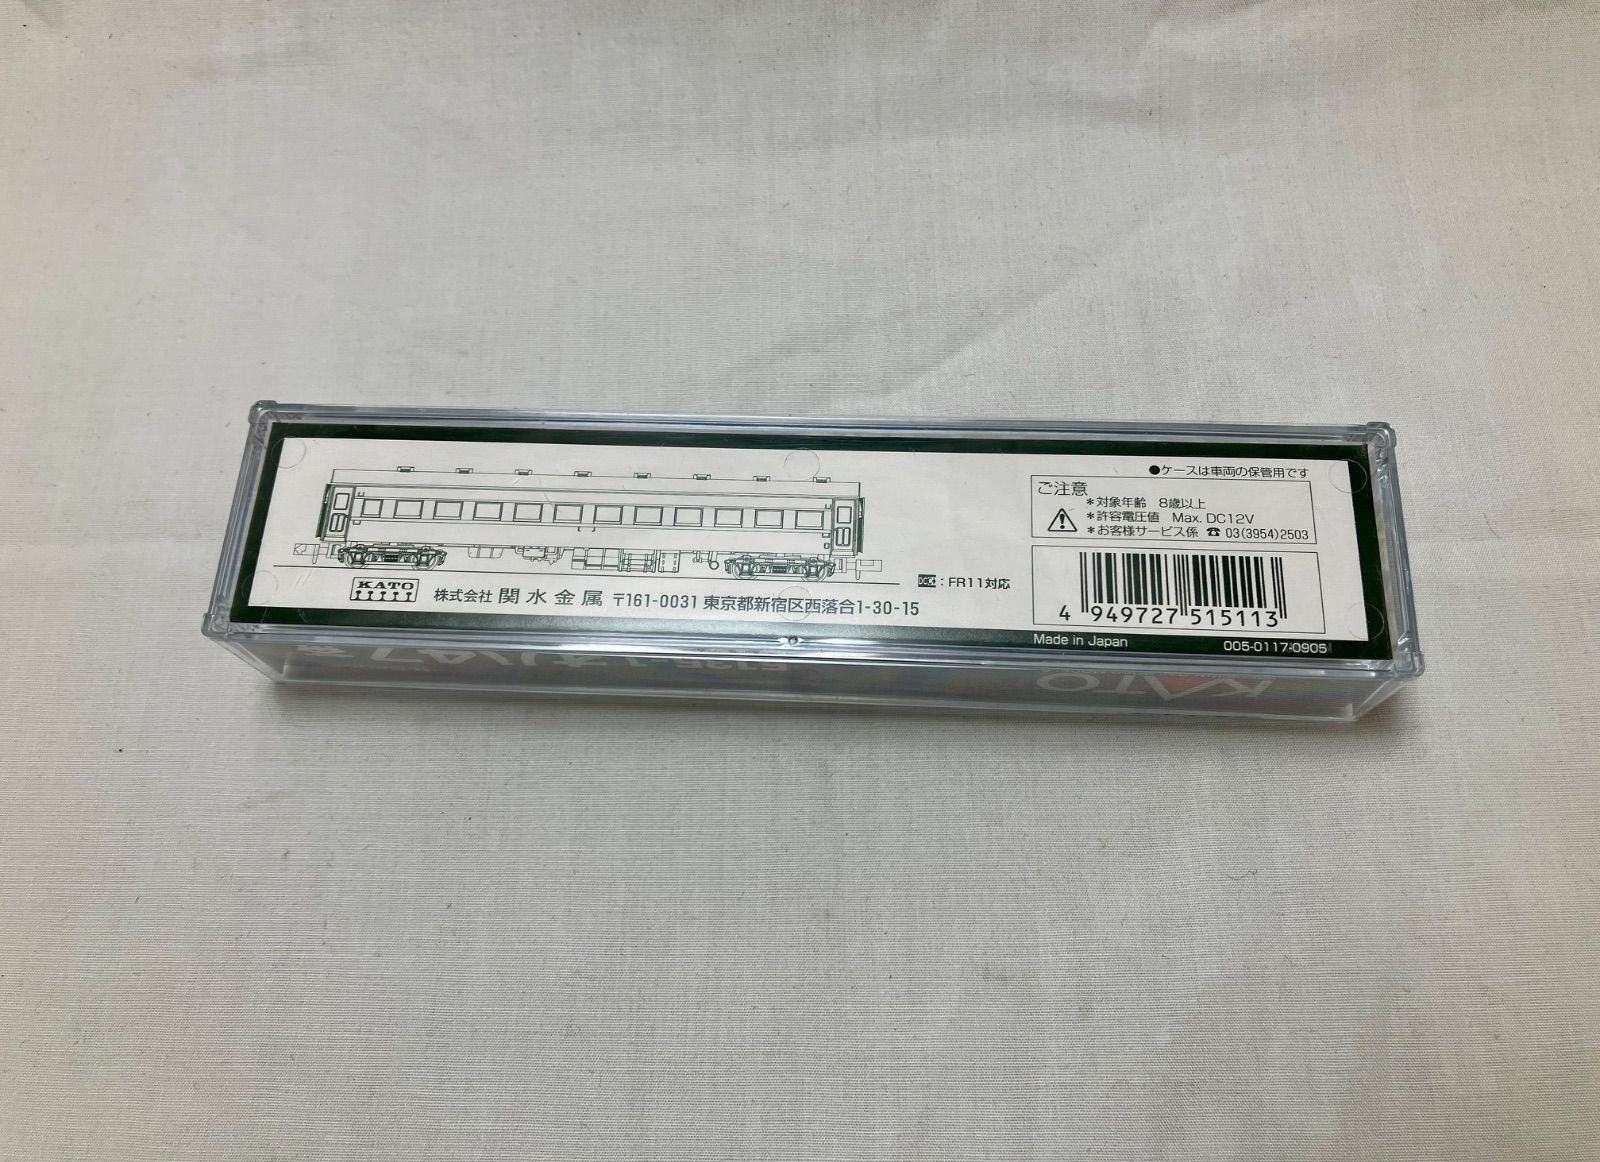 ●ケースは車両の保管用です
ご注意
＊対象年齢 8歳以上
＊許容電圧値 Max. DC12V
＊お客様サービス係 ☎ 03(3954)2503
DCC : FR11対応
KATO
株式会社 関水金属 〒161-0031 東京都新宿区西落合1-30-15
4 949727 515113
Made in Japan
005-0117-0905
KATO